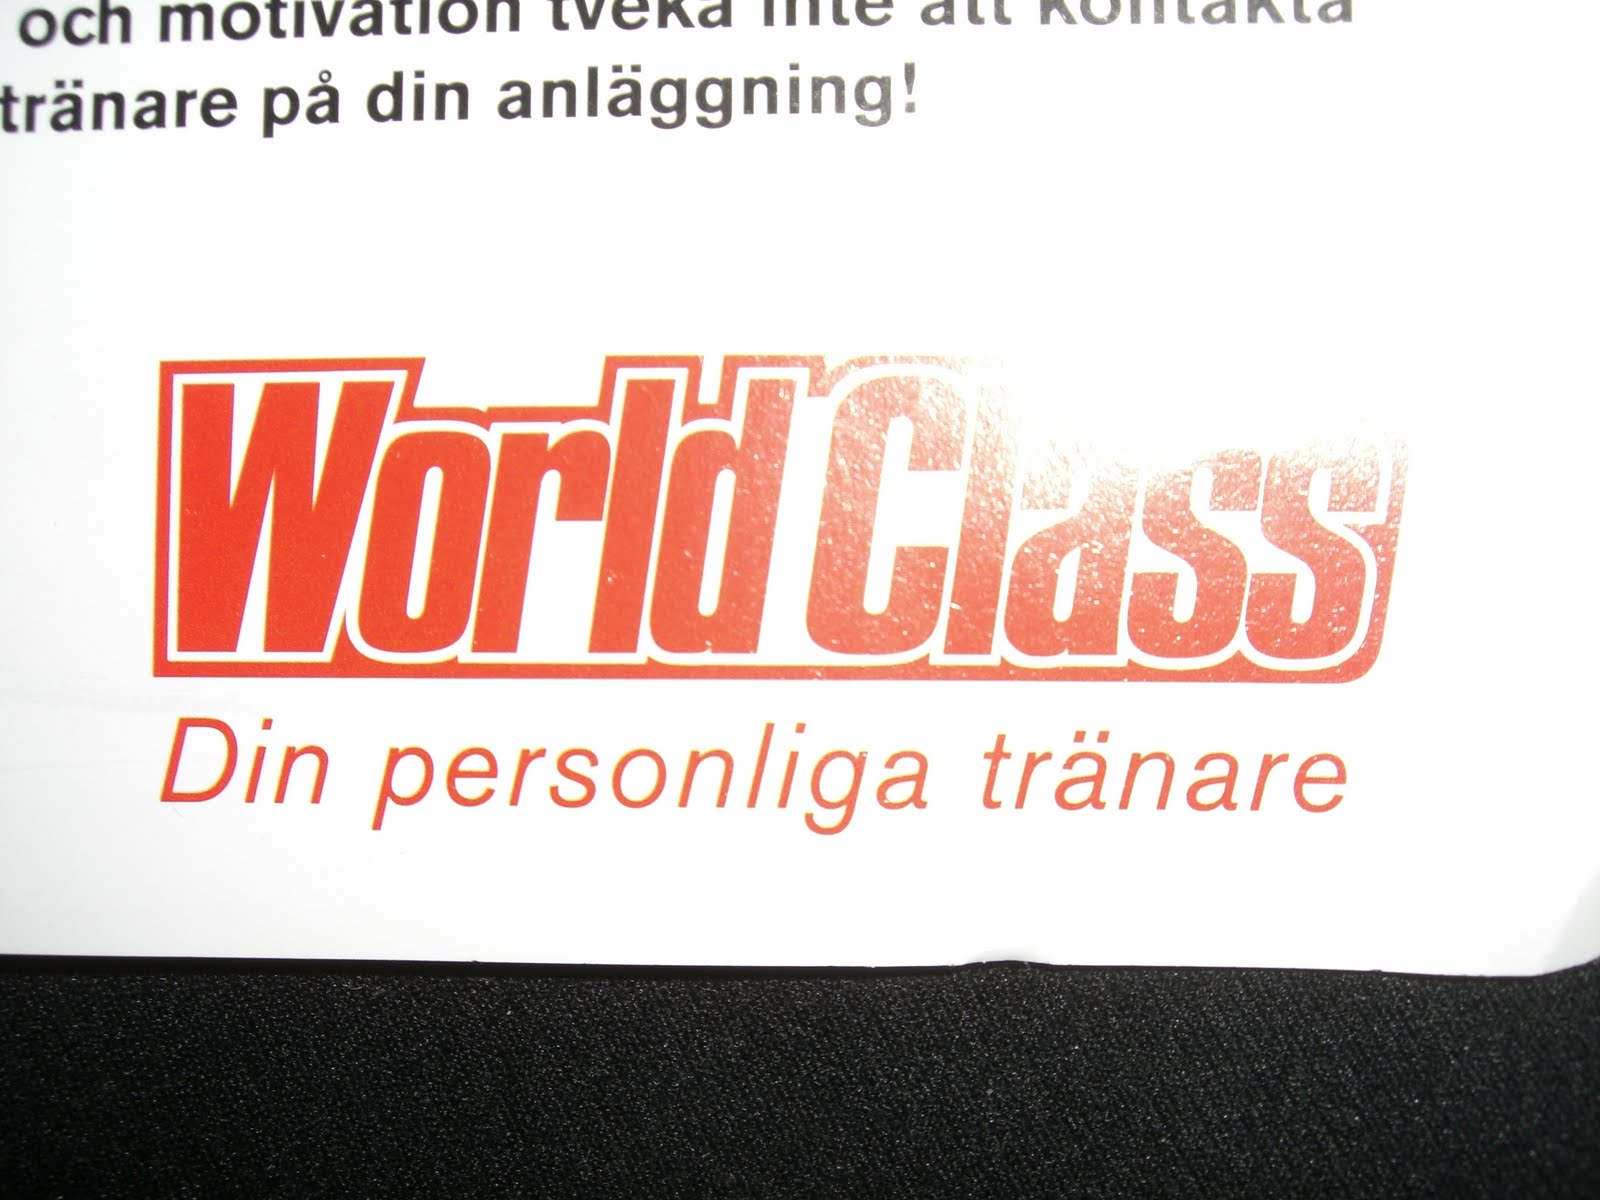 och motivation tveka inte att kontakta
tränare på din anläggning!
World Class
Din personliga tränare